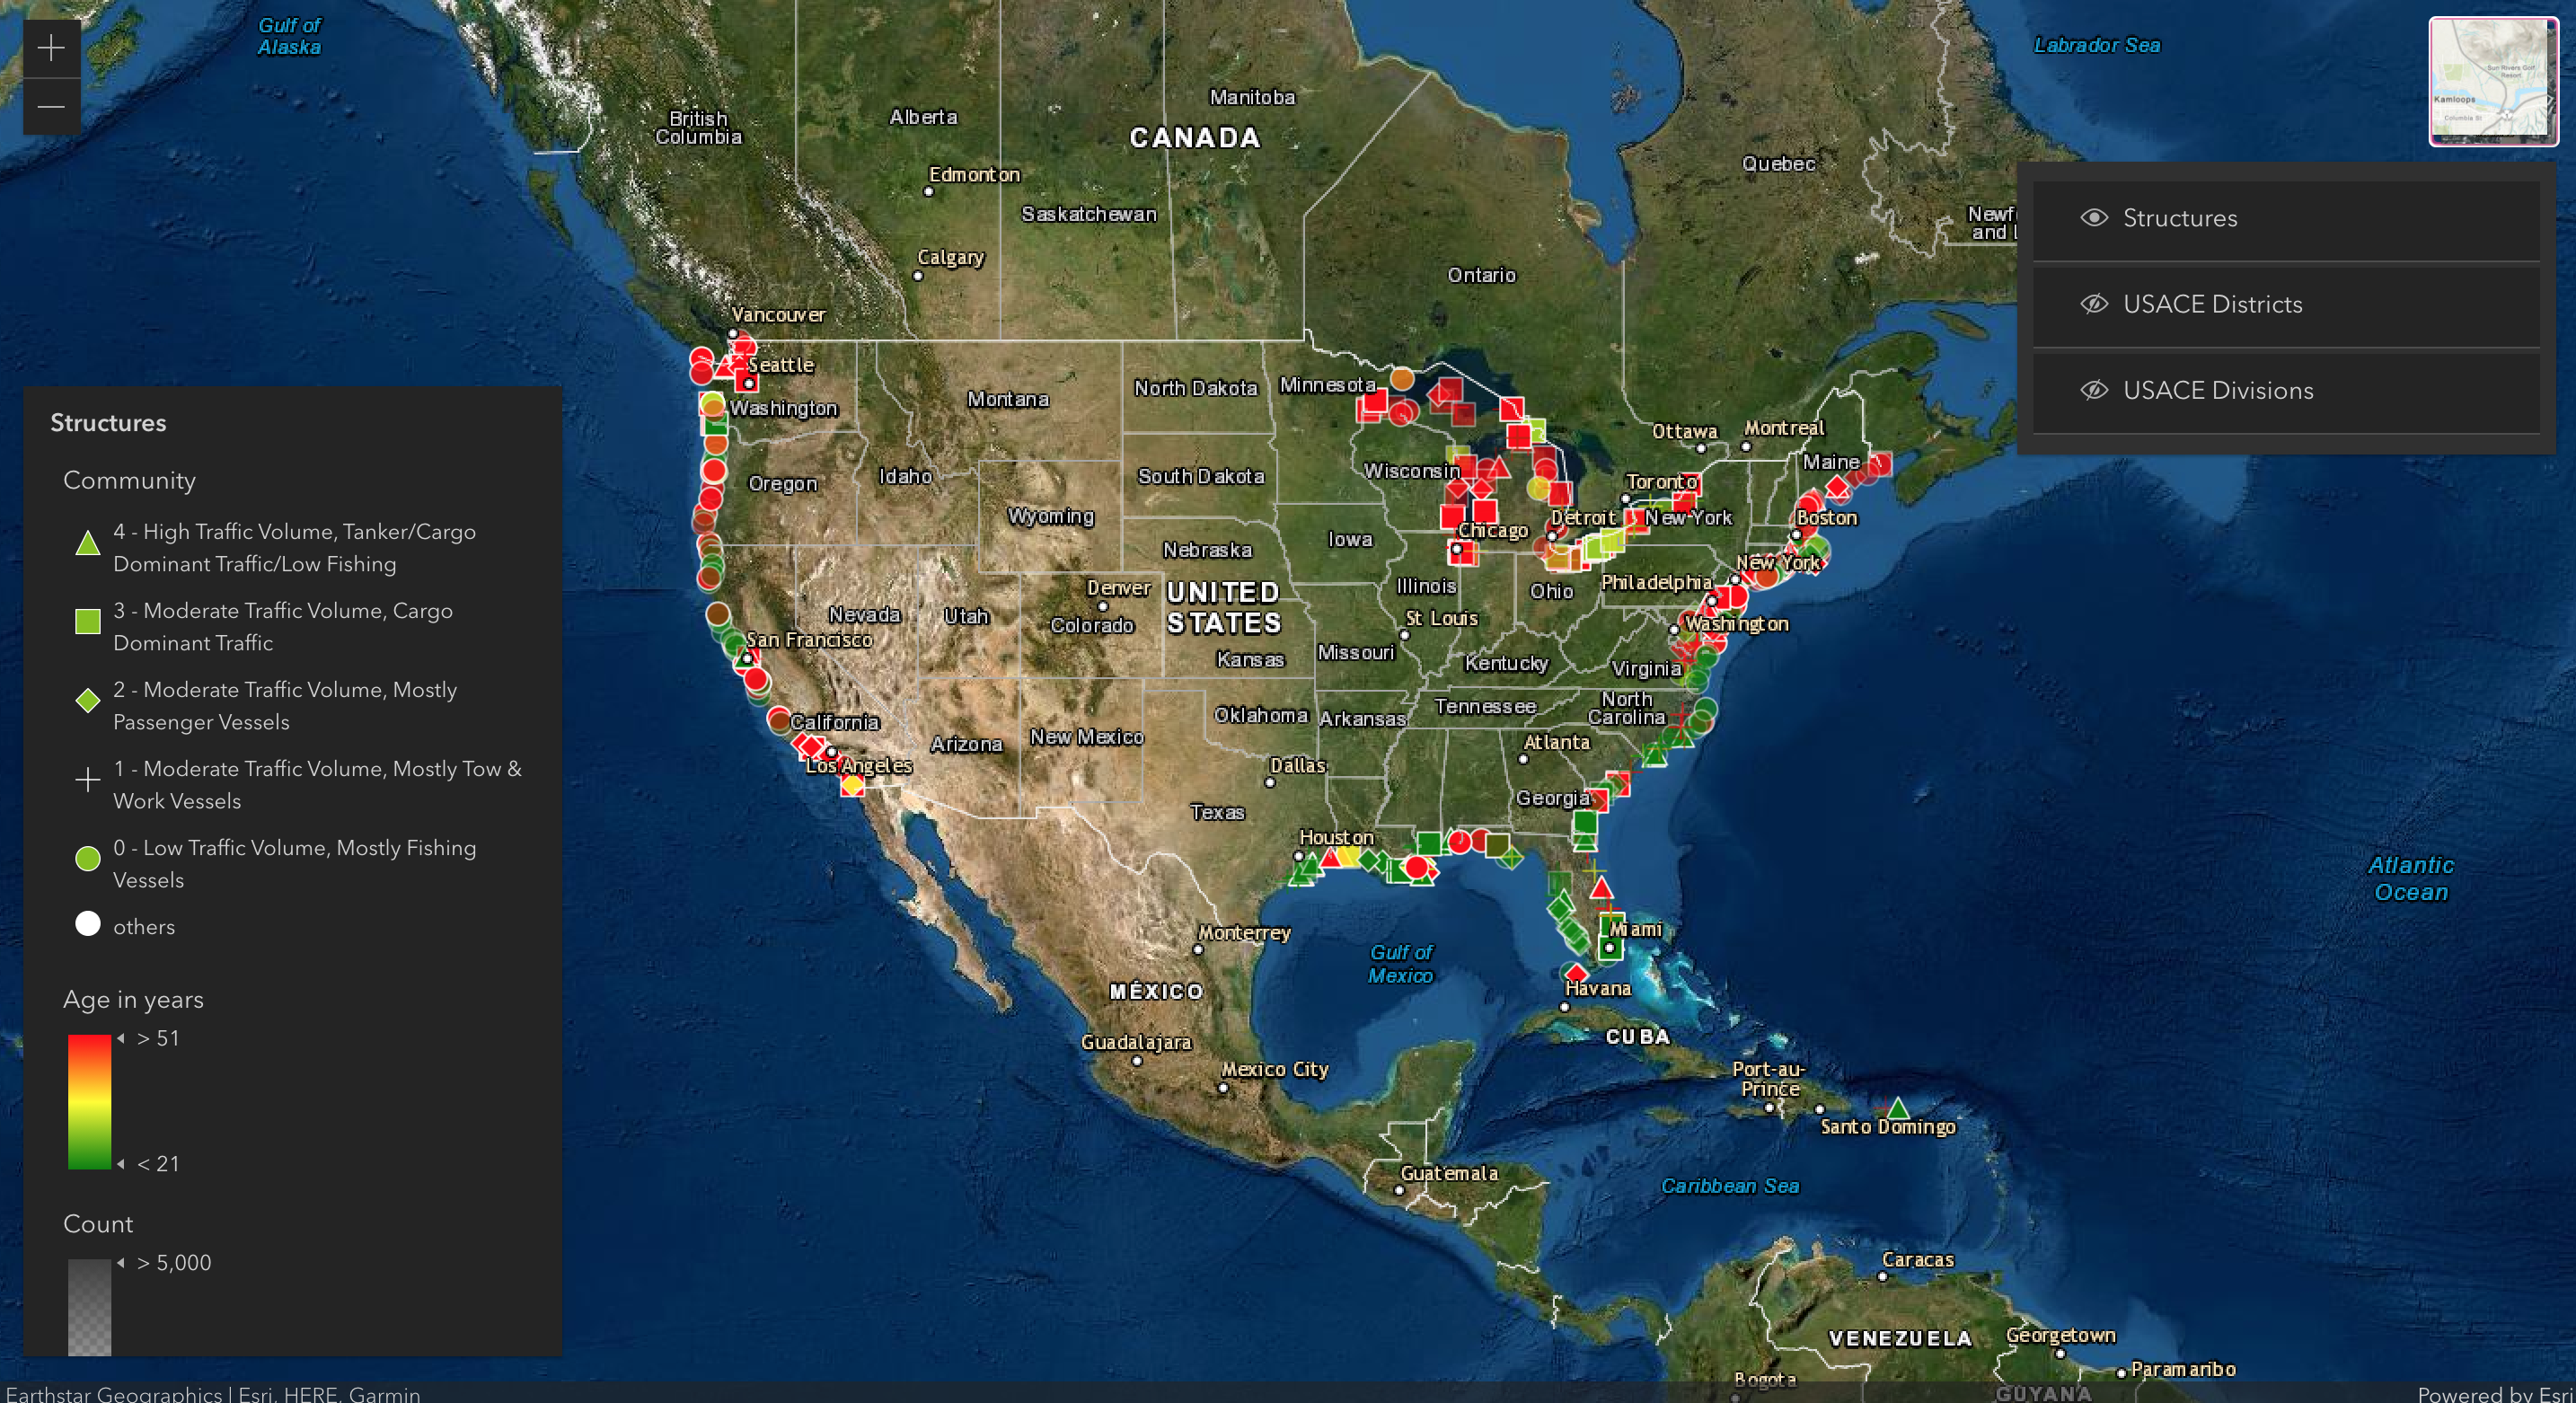 Gulf of
Alaska
Labrador Sea
Sun Rivers Golf
Resort
Kamloops
Columbia St
British
Columbia
Alberta
Manitoba
CANADA
Edmonton
Saskatchewan
Quebec
Newf
and l
Calgary
Ontario
Structures
USACE Districts
USACE Divisions
Vancouver
Seattle
Washington
Montana
North Dakota
Minnesota
Ottawa
Montreal
Maine
Oregon
Idaho
South Dakota
Wisconsin
Toronto
Wyoming
Detroit
New York
Boston
Chicago
Iowa
Nebraska
New York
Philadelphia
Illinois
Ohio
Denver
UNITED
STATES
Nevada
Utah
Colorado
St Louis
Washington
San Francisco
Kansas
Missouri
Kentucky
Virginia
California
Oklahoma
Arkansas
Tennessee
North
Carolina
Arizona
New Mexico
Atlanta
Los Angeles
Dallas
Georgia
Texas
Houston
Atlantic
Ocean
Monterrey
Miami
Gulf of
Mexico
MÉXICO
Havana
CUBA
Guadalajara
Mexico City
Port-au-
Prince
Santo Domingo
Guatemala
Caribbean Sea
Caracas
VENEZUELA
Georgetown
Paramaribo
Bogota
GUYANA
Structures
Community
4 - High Traffic Volume, Tanker/Cargo
Dominant Traffic/Low Fishing
3 - Moderate Traffic Volume, Cargo
Dominant Traffic
2 - Moderate Traffic Volume, Mostly
Passenger Vessels
1 - Moderate Traffic Volume, Mostly Tow &
Work Vessels
0 - Low Traffic Volume, Mostly Fishing
Vessels
others
Age in years
> 51
< 21
Count
> 5,000
Earthstar Geographics | Esri, HERE, Garmin
Powered by Esri